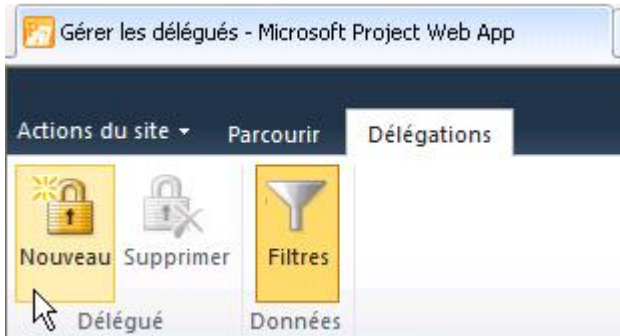 Gérer les délégués - Microsoft Project Web App
Actions du site Parcourir Délégations
Nouveau Supprimer Filtres
Délégué Données